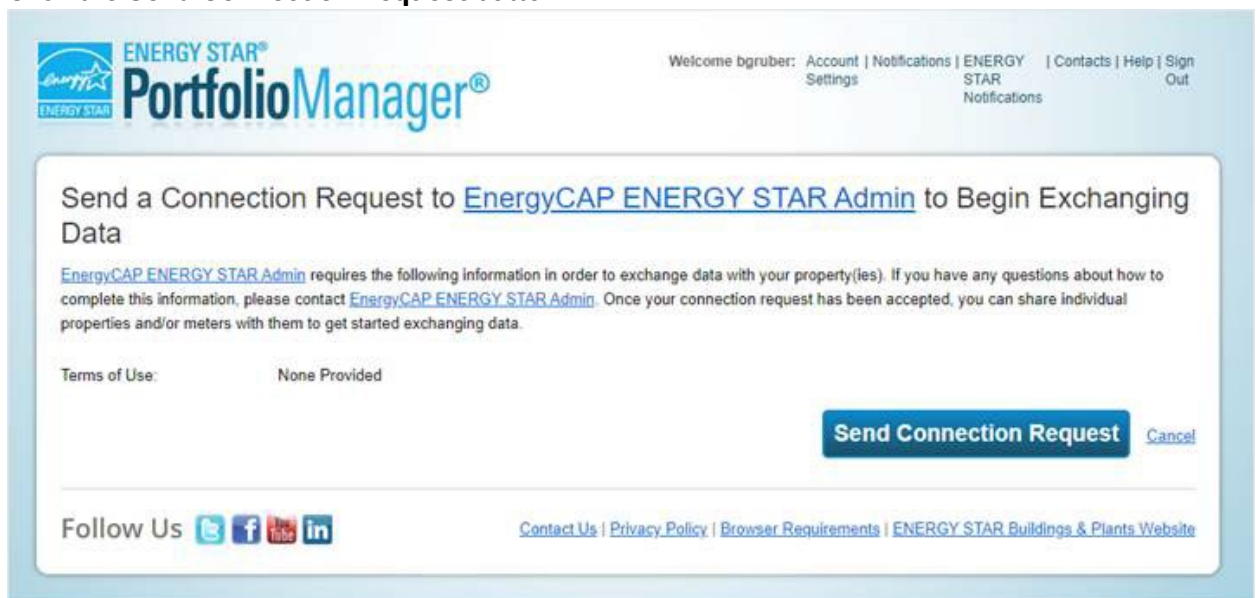 ENERGY STAR®
PortfolioManager®
energy
ENERGY STAR
Welcome bgruber: Account Settings | Notifications | ENERGY STAR Notifications | Contacts | Help | Sign Out
Send a Connection Request to EnergyCAP ENERGY STAR Admin to Begin Exchanging
Data
EnergyCAP ENERGY STAR Admin requires the following information in order to exchange data with your property(ies). If you have any questions about how to
complete this information, please contact EnergyCAP ENERGY STAR Admin. Once your connection request has been accepted, you can share individual
properties and/or meters with them to get started exchanging data.
Terms of Use: None Provided
Send Connection Request Cancel
Follow Us
Contact Us | Privacy Policy | Browser Requirements | ENERGY STAR Buildings & Plants Website